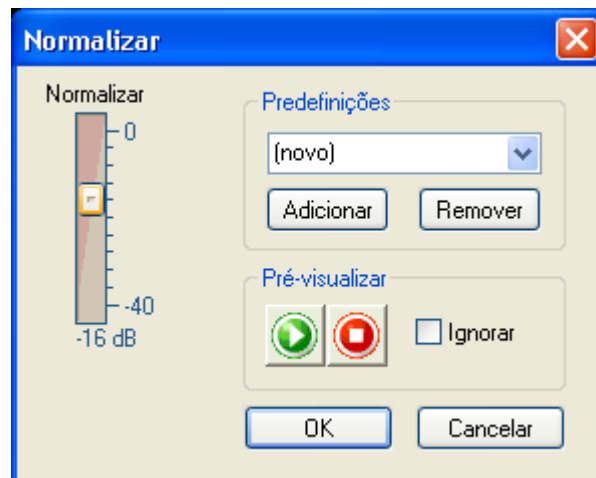 Normalizar
Normalizar
0
-40
-16 dB
Predefinições
(novo)
Adicionar Remover
Pré-visualizar
Ignorar
OK Cancelar